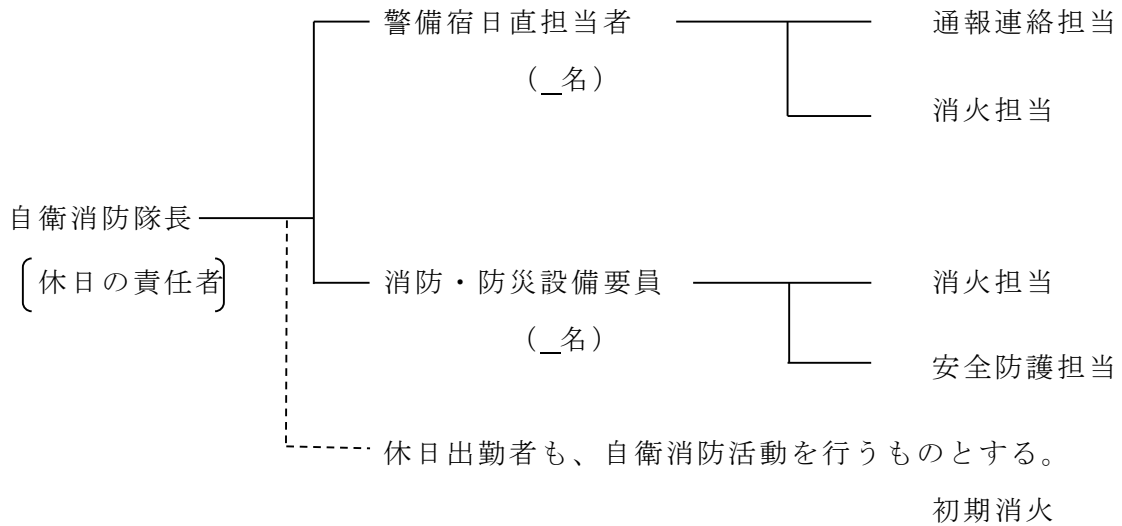 警備宿日直担当者 通報連絡担当
(_名)
消火担当
自衛消防隊長
休日の責任者
消防・防災設備要員 消火担当
(_名)
安全防護担当
休日出勤者も、自衛消防活動を行うものとする。
初期消火